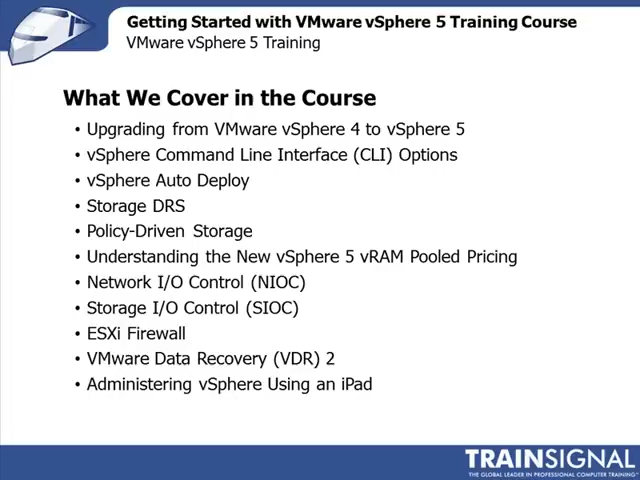 Getting Started with VMware vSphere 5 Training Course
VMware vSphere 5 Training
What We Cover in the Course
• Upgrading from VMware vSphere 4 to vSphere 5
• vSphere Command Line Interface (CLI) Options
• vSphere Auto Deploy
• Storage DRS
• Policy-Driven Storage
• Understanding the New vSphere 5 vRAM Pooled Pricing
• Network I/O Control (NIOC)
• Storage I/O Control (SIOC)
• ESXi Firewall
• VMware Data Recovery (VDR) 2
• Administering vSphere Using an iPad
TRAINSIGNAL
THE GLOBAL LEADER IN PROFESSIONAL COMPUTER TRAINING